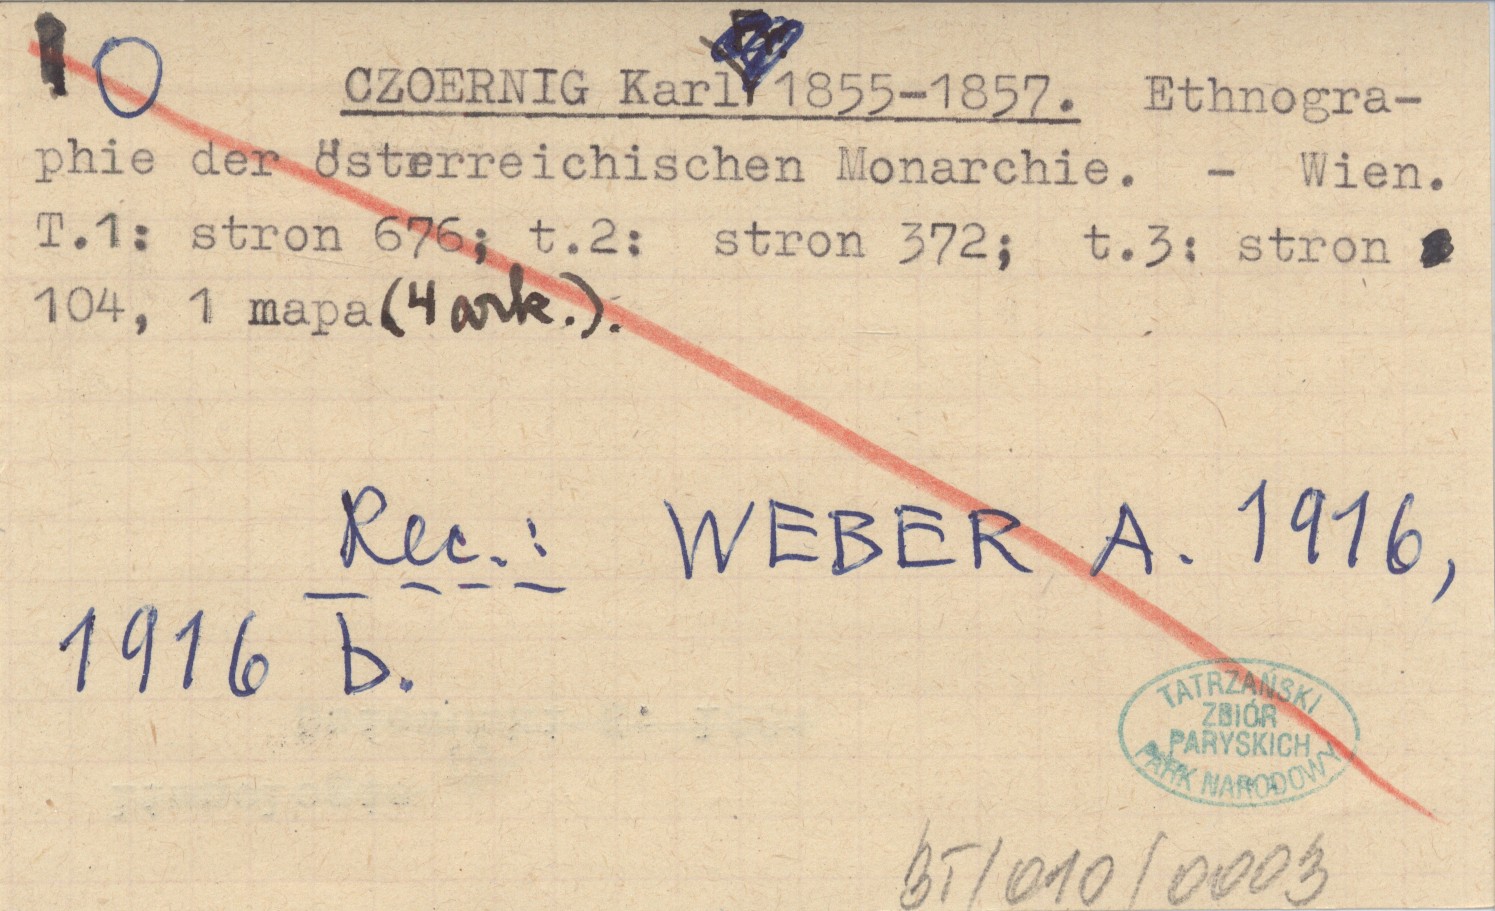 CZOERNIG Karl 1855-1857. Ethnogra-
phie der österreichischen Monarchie. - Wien.
T.1: stron 676; t.2: stron 372; t.3: stron
104, 1 mapa (4 ark.).
Rec.: WEBER A. 1916,
1916 b.
TATRZAŃSKI
ZBIÓR
PARYSKICH
PARK NARODOWY
BT/010/0003